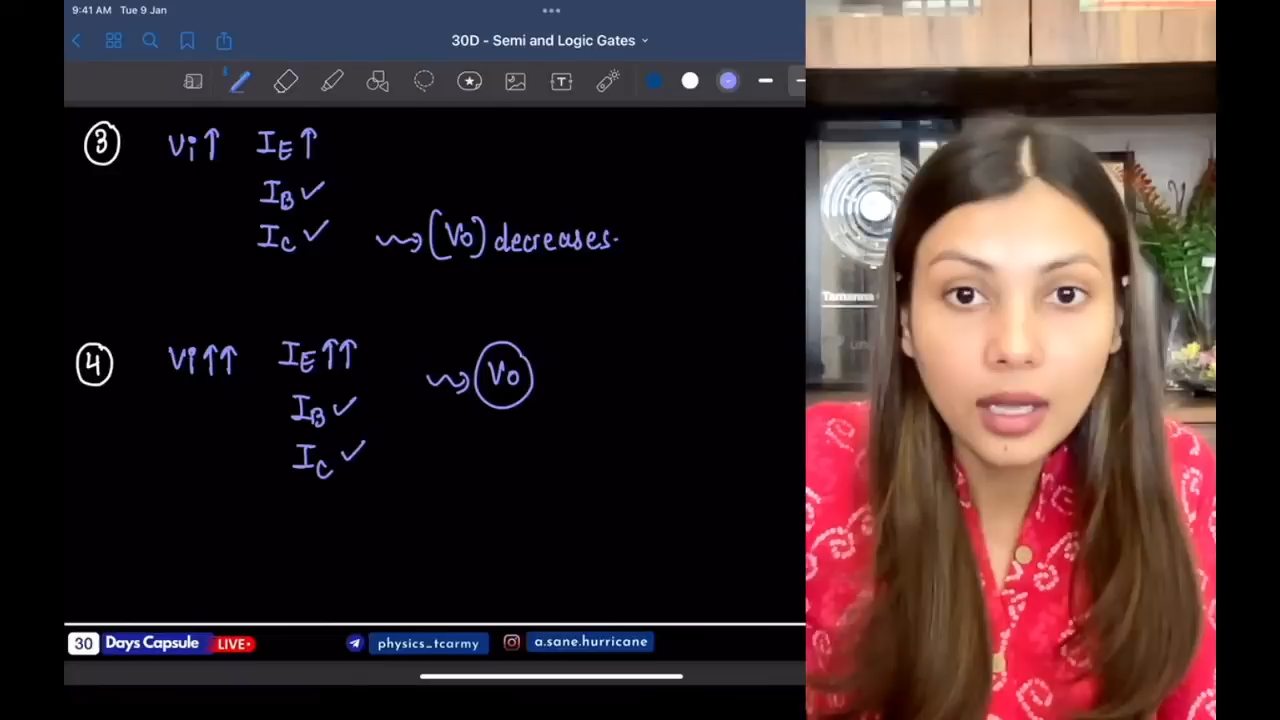 9:41 AM Tue 9 Jan
30D - Semi and Logic Gates
3 Vi↑ IE↑
IB ✓
IC ✓ ⇝ (Vo) decreases.
4 Vi↑↑ IE↑↑ ⇝ Vo
IB ✓
IC ✓
30 Days Capsule LIVE physics_tcarmy a.sane.hurricane
Tamanna